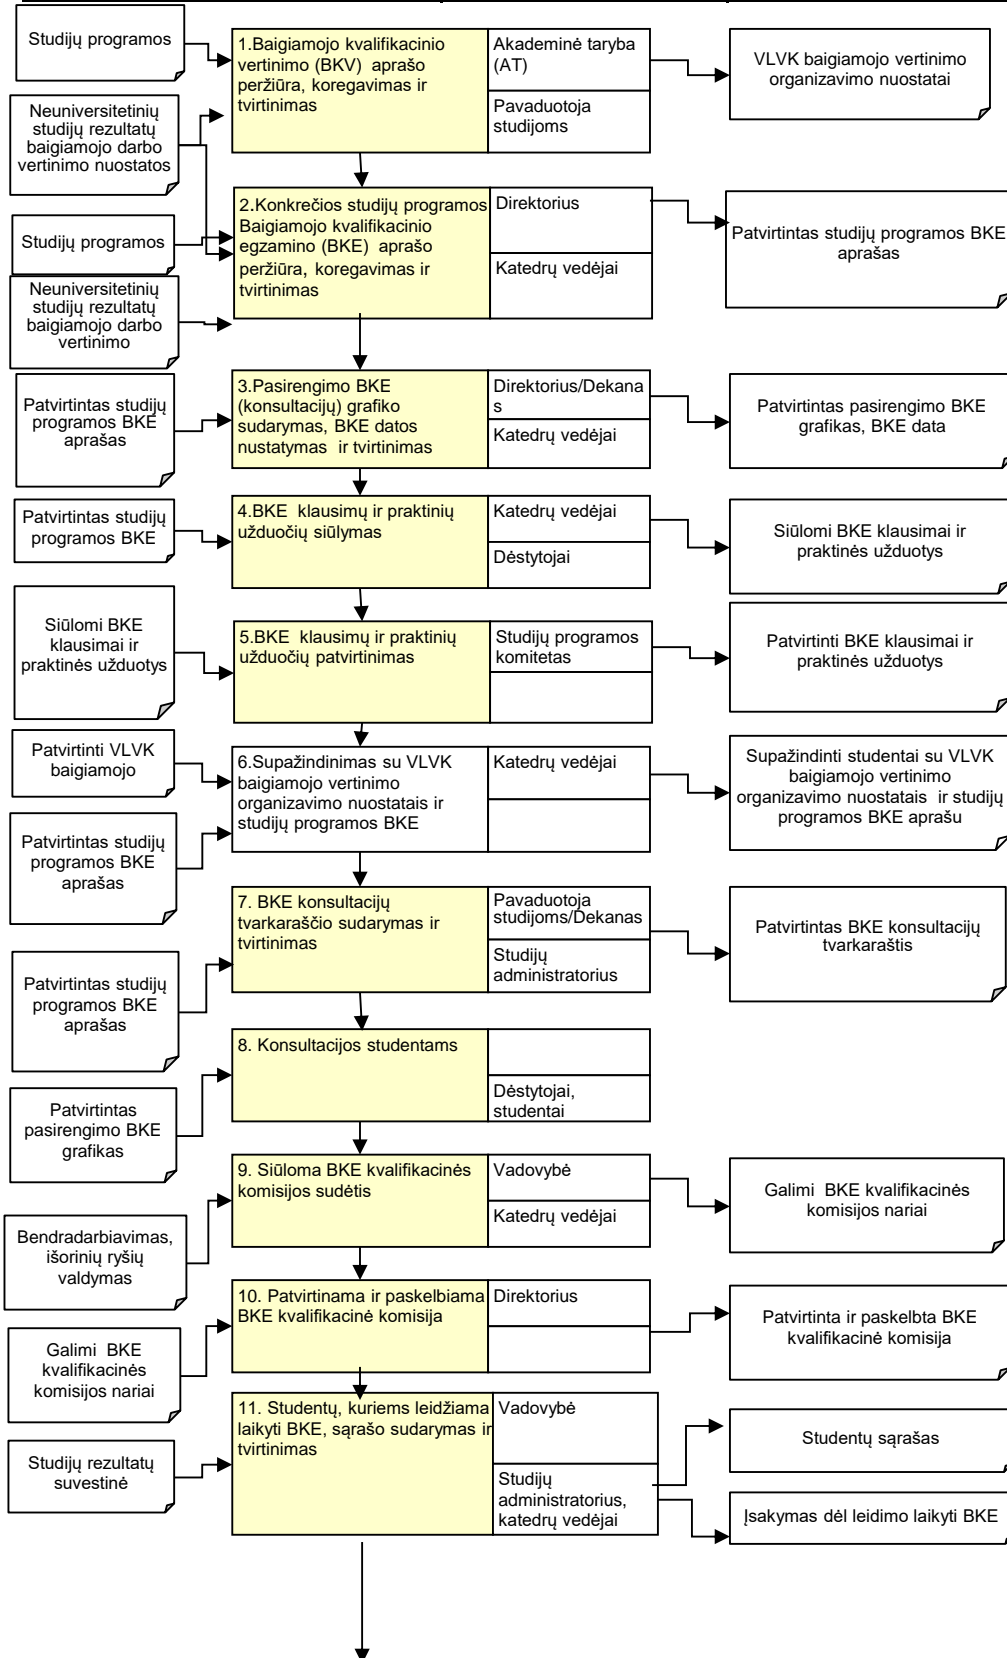 Studijų programos
1.Baigiamojo kvalifikacinio
vertinimo (BKV) aprašo
peržiūra, koregavimas ir
tvirtinimas
Akademinė taryba
(AT)
Pavaduotoja
studijoms
VLVK baigiamojo vertinimo
organizavimo nuostatai
Neuniversitetinių
studijų rezultatų
baigiamojo darbo
vertinimo nuostatos
Studijų programos
2.Konkrečios studijų programos
Baigiamojo kvalifikacinio
egzamino (BKE) aprašo
peržiūra, koregavimas ir
tvirtinimas
Direktorius
Katedrų vedėjai
Patvirtintas studijų programos BKE
aprašas
Neuniversitetinių
studijų rezultatų
baigiamojo darbo
vertinimo
Patvirtintas studijų
programos BKE
aprašas
3.Pasirengimo BKE
(konsultacijų) grafiko
sudarymas, BKE datos
nustatymas ir tvirtinimas
Direktorius/Dekana
s
Katedrų vedėjai
Patvirtintas pasirengimo BKE
grafikas, BKE data
Patvirtintas studijų
programos BKE
4.BKE klausimų ir praktinių
užduočių siūlymas
Katedrų vedėjai
Dėstytojai
Siūlomi BKE klausimai ir
praktinės užduotys
Siūlomi BKE
klausimai ir
praktinės užduotys
5.BKE klausimų ir praktinių
užduočių patvirtinimas
Studijų programos
komitetas
Patvirtinti BKE klausimai ir
praktinės užduotys
Patvirtinti VLVK
baigiamojo
6.Supažindinimas su VLVK
baigiamojo vertinimo
organizavimo nuostatais ir
studijų programos BKE
Katedrų vedėjai
Supažindinti studentai su VLVK
baigiamojo vertinimo
organizavimo nuostatais ir studijų
programos BKE aprašu
Patvirtintas studijų
programos BKE
aprašas
7. BKE konsultacijų
tvarkaraščio sudarymas ir
tvirtinimas
Pavaduotoja
studijoms/Dekanas
Studijų
administratorius
Patvirtintas BKE konsultacijų
tvarkaraštis
Patvirtintas studijų
programos BKE
aprašas
8. Konsultacijos studentams
Dėstytojai,
studentai
Patvirtintas
pasirengimo BKE
grafikas
9. Siūloma BKE kvalifikacinės
komisijos sudėtis
Vadovybė
Katedrų vedėjai
Galimi BKE kvalifikacinės
komisijos nariai
Bendradarbiavimas,
išorinių ryšių
valdymas
10. Patvirtinama ir paskelbiama
BKE kvalifikacinė komisija
Direktorius
Patvirtinta ir paskelbta BKE
kvalifikacinė komisija
Galimi BKE
kvalifikacinės
komisijos nariai
11. Studentų, kuriems leidžiama
laikyti BKE, sąrašo sudarymas ir
tvirtinimas
Vadovybė
Studijų
administratorius,
katedrų vedėjai
Studentų sąrašas
Įsakymas dėl leidimo laikyti BKE
Studijų rezultatų
suvestinė